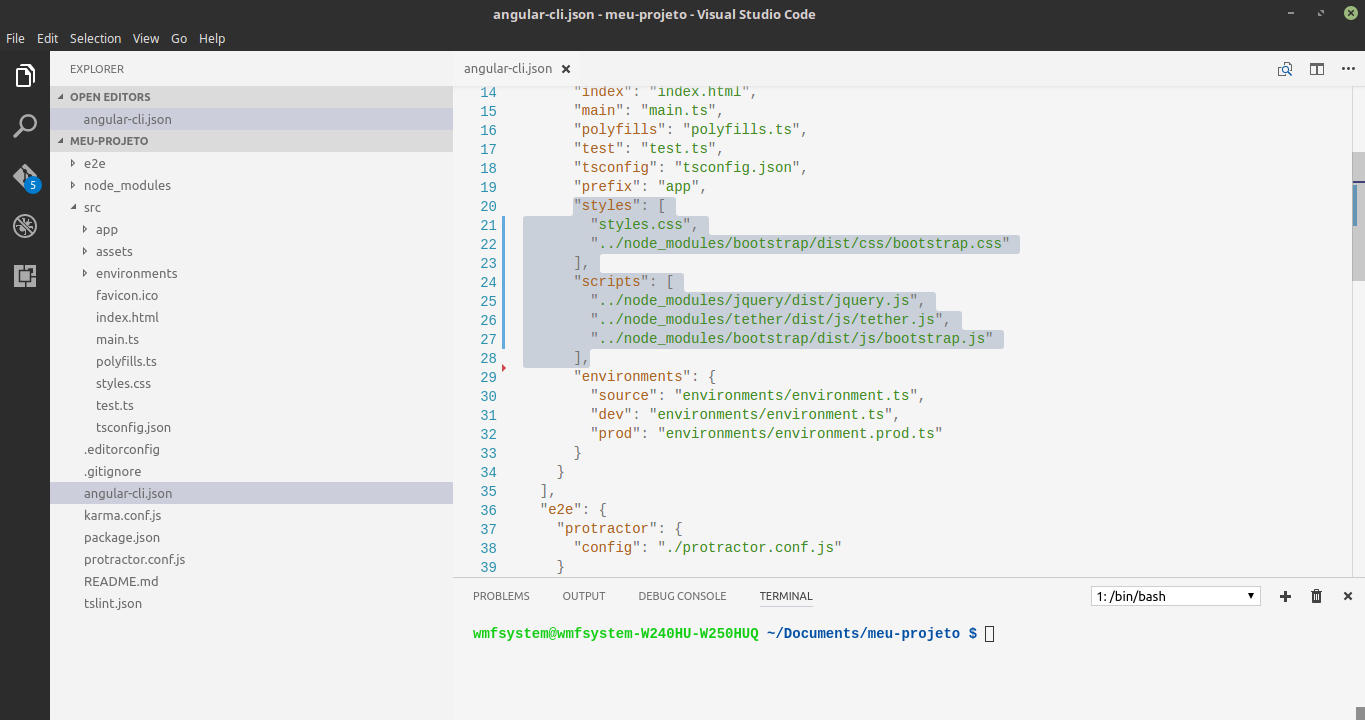 angular-cli.json - meu-projeto - Visual Studio Code
File Edit Selection View Go Help
EXPLORER
OPEN EDITORS
angular-cli.json
MEU-PROJETO
e2e
node_modules
src
app
assets
environments
favicon.ico
index.html
main.ts
polyfills.ts
styles.css
test.ts
tsconfig.json
.editorconfig
.gitignore
angular-cli.json
karma.conf.js
package.json
protractor.conf.js
README.md
tslint.json
5
angular-cli.json
14 "index": "index.html",
15 "main": "main.ts",
16 "polyfills": "polyfills.ts",
17 "test": "test.ts",
18 "tsconfig": "tsconfig.json",
19 "prefix": "app",
20 "styles": [
21 "styles.css",
22 "../node_modules/bootstrap/dist/css/bootstrap.css"
23 ],
24 "scripts": [
25 "../node_modules/jquery/dist/jquery.js",
26 "../node_modules/tether/dist/js/tether.js",
27 "../node_modules/bootstrap/dist/js/bootstrap.js"
28 ],
29 "environments": {
30 "source": "environments/environment.ts",
31 "dev": "environments/environment.ts",
32 "prod": "environments/environment.prod.ts"
33 }
34 }
35 ],
36 "e2e": {
37 "protractor": {
38 "config": "./protractor.conf.js"
39 }
PROBLEMS OUTPUT DEBUG CONSOLE TERMINAL 1: /bin/bash
wmfsystem@wmfsystem-W240HU-W250HUQ ~/Documents/meu-projeto $